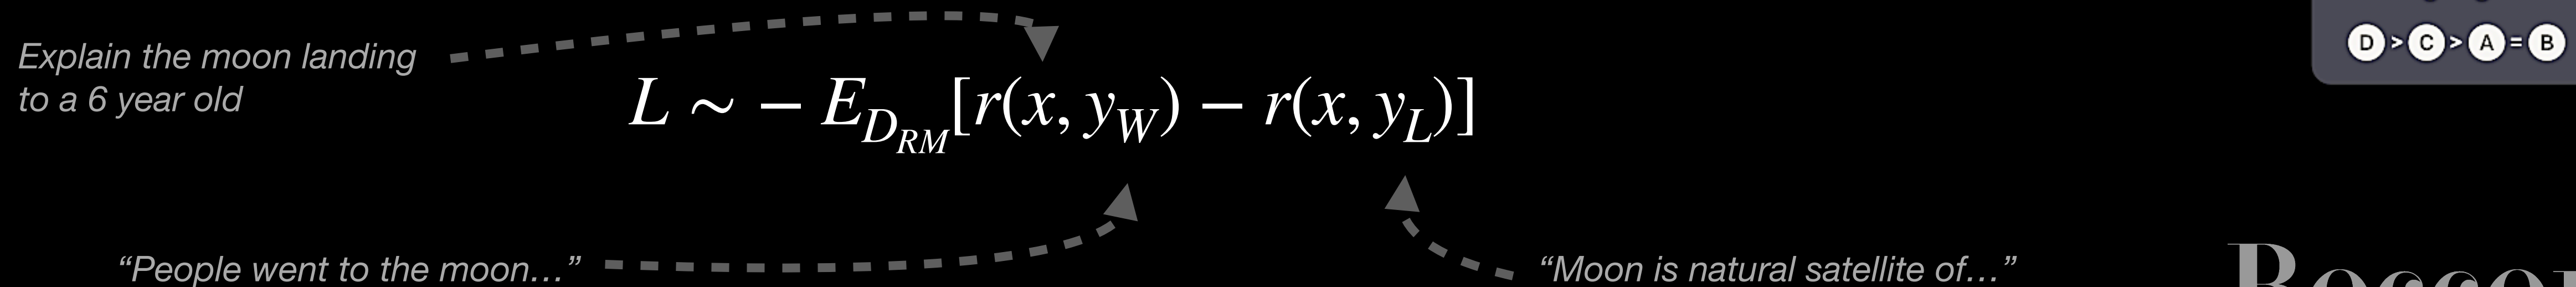 Explain the moon landing
to a 6 year old
L ∼ − E_{D_{RM}}[r(x, y_W) − r(x, y_L)]
D > C > A = B
“People went to the moon…”
“Moon is natural satellite of…”